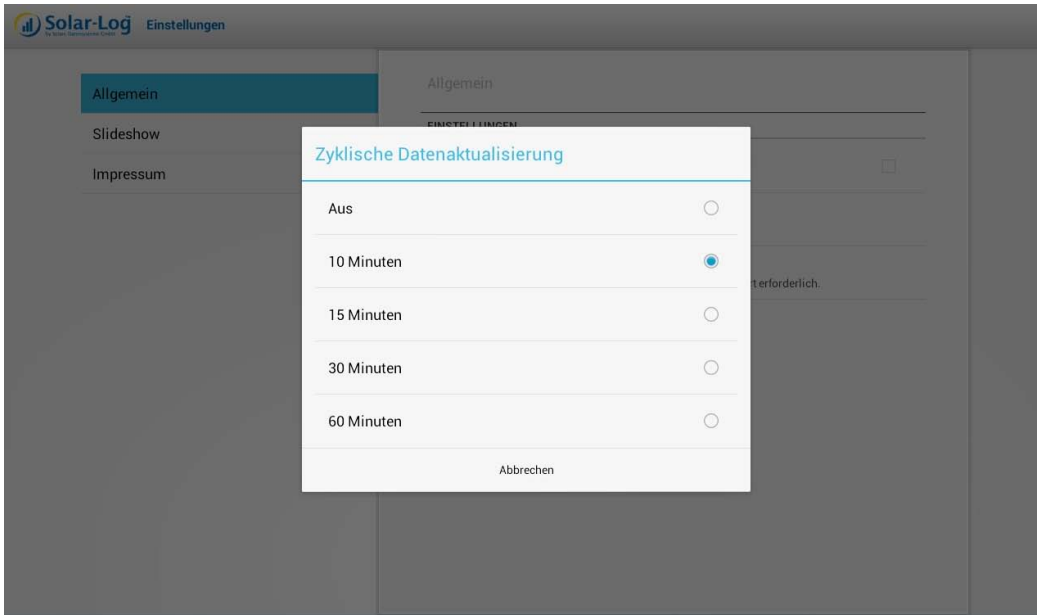 Solar-Log Einstellungen
Allgemein
Slideshow
Impressum
Allgemein
EINSTELLUNGEN
Zyklische Datenaktualisierung
Aus
10 Minuten
15 Minuten
30 Minuten
60 Minuten
Abbrechen
erforderlich.